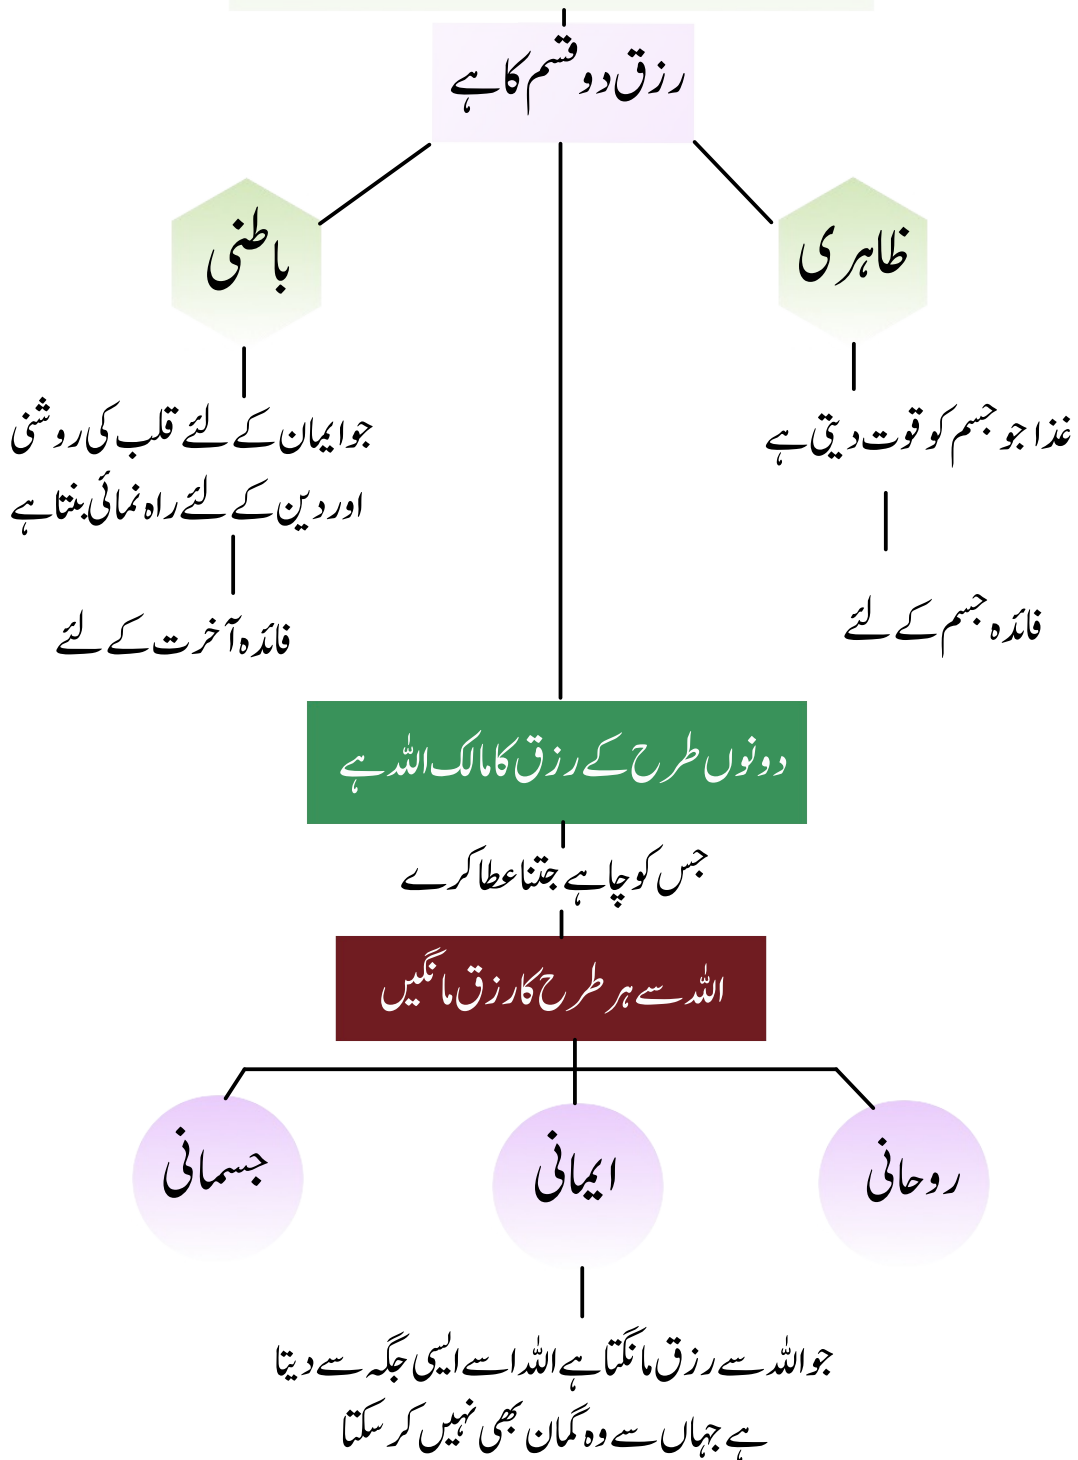 رزق دو قسم کا ہے
ظاہری
باطنی
غذا جو جسم کو قوت دیتی ہے
جو ایمان کے لئے قلب کی روشنی
اور دین کے لئے راہ نمائی بنتا ہے
فائدہ جسم کے لئے
فائدہ آخرت کے لئے
دونوں طرح کے رزق کا مالک اللہ ہے
جس کو چاہے جتنا عطا کرے
اللہ سے ہر طرح کا رزق مانگیں
روحانی
ایمانی
جسمانی
جو اللہ سے رزق مانگتا ہے اللہ اسے ایسی جگہ سے دیتا
ہے جہاں سے وہ گمان بھی نہیں کر سکتا